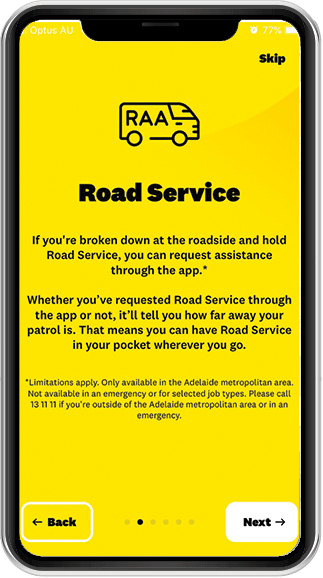 Optus AU 77%
Skip
RAA
Road Service
If you're broken down at the roadside and hold
Road Service, you can request assistance
through the app.*
Whether you've requested Road Service through
the app or not, it'll tell you how far away your
patrol is. That means you can have Road Service
in your pocket wherever you go.
*Limitations apply. Only available in the Adelaide metropolitan area.
Not available in an emergency or for selected job types. Please call
13 11 11 if you're outside of the Adelaide metropolitan area or in an
emergency.
← Back
Next →